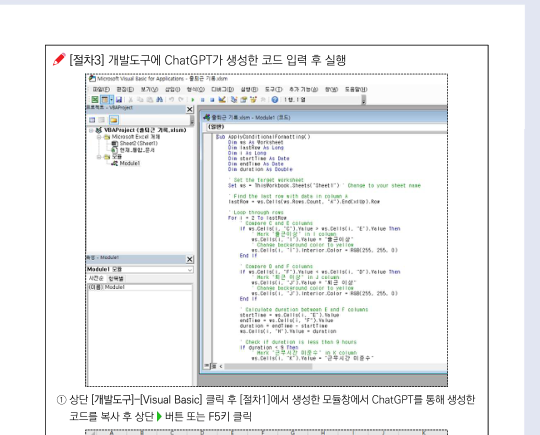 [절차3] 개발도구에 ChatGPT가 생성한 코드 입력 후 실행
Microsoft Visual Basic for Applications - 출퇴근 기록.xlsm
파일(F) 편집(E) 보기(V) 삽입(I) 형식(O) 디버그(D) 실행(R) 도구(T) 추가 기능(A) 창(W) 도움말(H)
1행, 1열
프로젝트 - VBAProject
VBAProject (출퇴근 기록.xlsm)
Microsoft Excel 개체
Sheet2 (Sheet1)
현재_통합_문서
모듈
Module1
속성 - Module1
Module1 모듈
사전순 항목별
(이름) Module1
출퇴근 기록.xlsm - Module1 (코드)
(일반)
Sub ApplyConditionalFormatting()
Dim ws As Worksheet
Dim lastRow As Long
Dim i As Long
Dim startTime As Date
Dim endTime As Date
Dim duration As Double
' Set the target worksheet
Set ws = ThisWorkbook.Sheets("Sheet1") ' Change to your sheet name
' Find the last row with data in column A
lastRow = ws.Cells(ws.Rows.Count, "A").End(xlUp).Row
' Loop through rows
For i = 2 To lastRow
' Compare C and E columns
If ws.Cells(i, "C").Value < ws.Cells(i, "E").Value Then
' Mark "출근이상" in I column
ws.Cells(i, "I").Value = "출근이상"
' Change background color to yellow
ws.Cells(i, "I").Interior.Color = RGB(255, 255, 0)
End If
' Compare D and F columns
If ws.Cells(i, "F").Value < ws.Cells(i, "D").Value Then
' Mark "퇴근 이상" in J column
ws.Cells(i, "J").Value = "퇴근 이상"
' Change background color to yellow
ws.Cells(i, "J").Interior.Color = RGB(255, 255, 0)
End If
' Calculate duration between E and F columns
startTime = ws.Cells(i, "E").Value
endTime = ws.Cells(i, "F").Value
duration = endTime - startTime
ws.Cells(i, "H").Value = duration
' Check if duration is less than 9 hours
If duration < 9 Then
' Mark "근무시간 미준수" in K column
ws.Cells(i, "K").Value = "근무시간 미준수"
① 상단 [개발도구]-[Visual Basic] 클릭 후 [절차1]에서 생성한 모듈창에서 ChatGPT를 통해 생성한
코드를 복사 후 상단 ▶ 버튼 또는 F5키 클릭